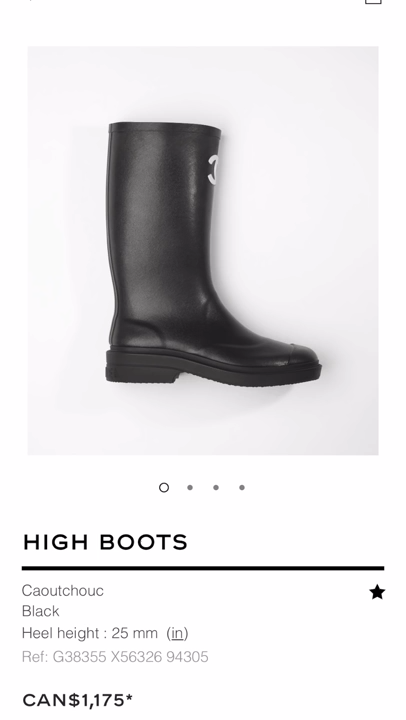 HIGH BOOTS
Caoutchouc
Black
Heel height : 25 mm (in)
Ref: G38355 X56326 94305
CAN$1,175*